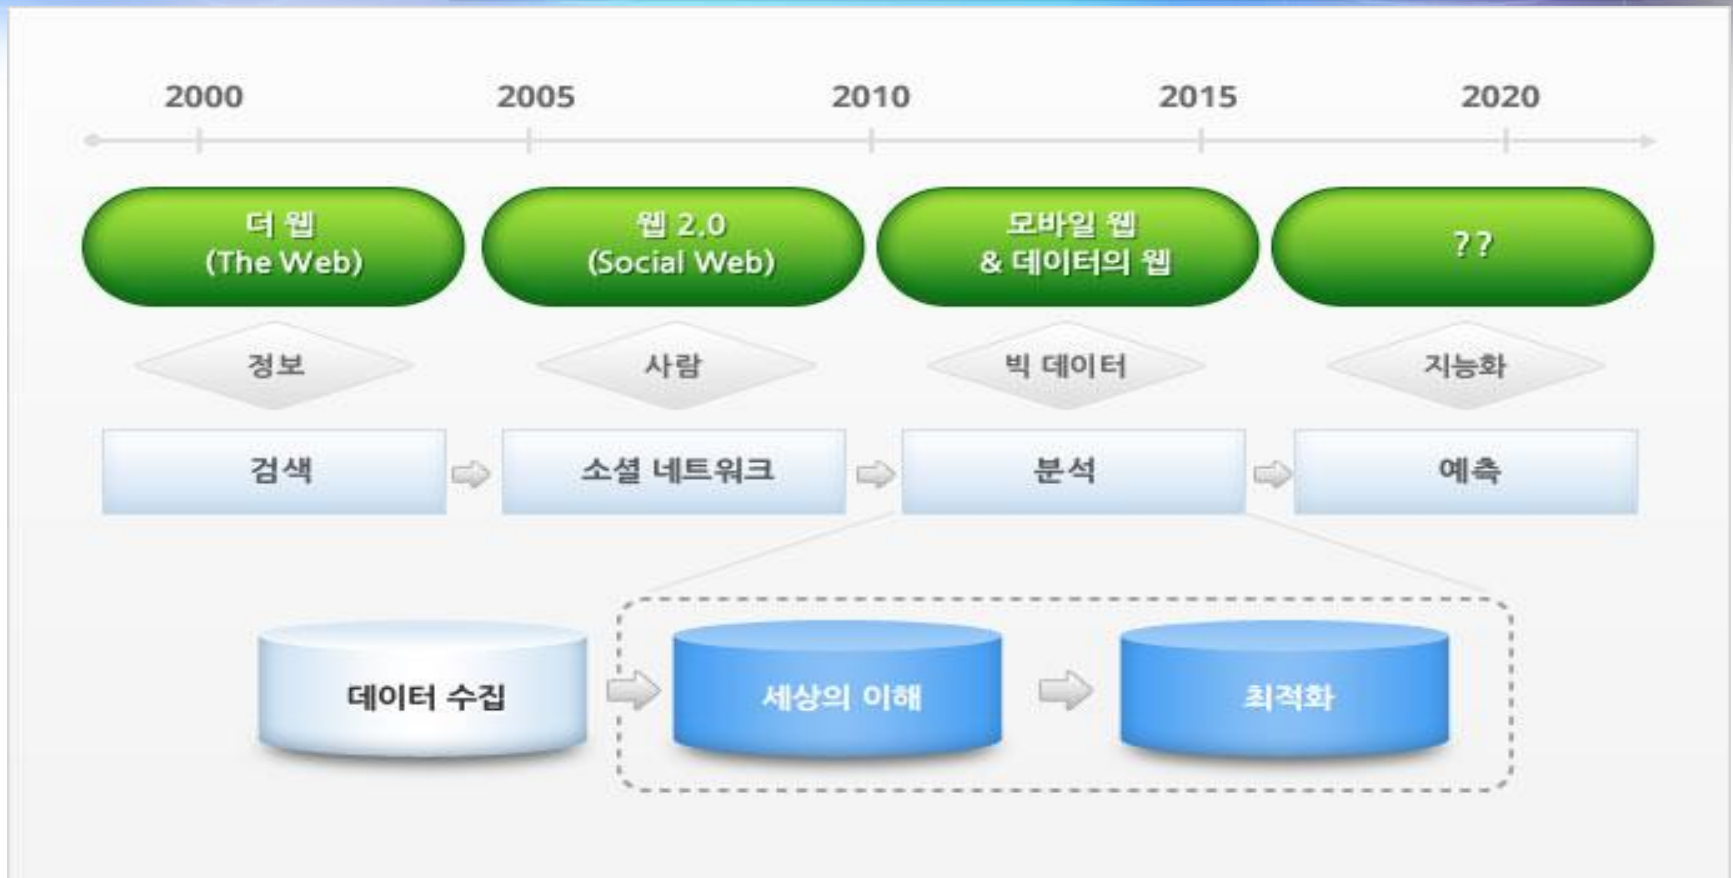 2000 2005 2010 2015 2020
더 웹
(The Web)
웹 2.0
(Social Web)
모바일 웹
& 데이터의 웹
??
정보 사람 빅 데이터 지능화
검색 소셜 네트워크 분석 예측
데이터 수집 세상의 이해 최적화